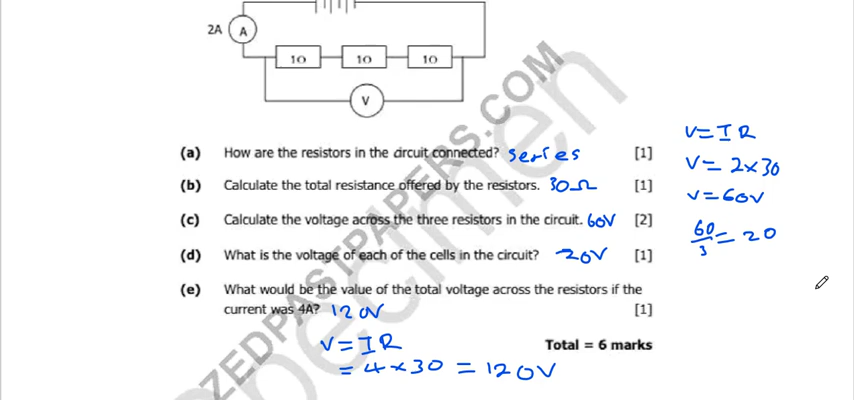 2A A
10 10 10
V
(a) How are the resistors in the circuit connected? series [1]
V = I R
(b) Calculate the total resistance offered by the resistors. 30Ω [1]
V = 2 x 30
V = 60V
(c) Calculate the voltage across the three resistors in the circuit. 60V [2]
60/3 = 20
(d) What is the voltage of each of the cells in the circuit? 20V [1]
(e) What would be the value of the total voltage across the resistors if the
current was 4A? 120V [1]
V = I R
Total = 6 marks
= 4 x 30 = 120V
ZEDPASTPAPERS.COM
specimen